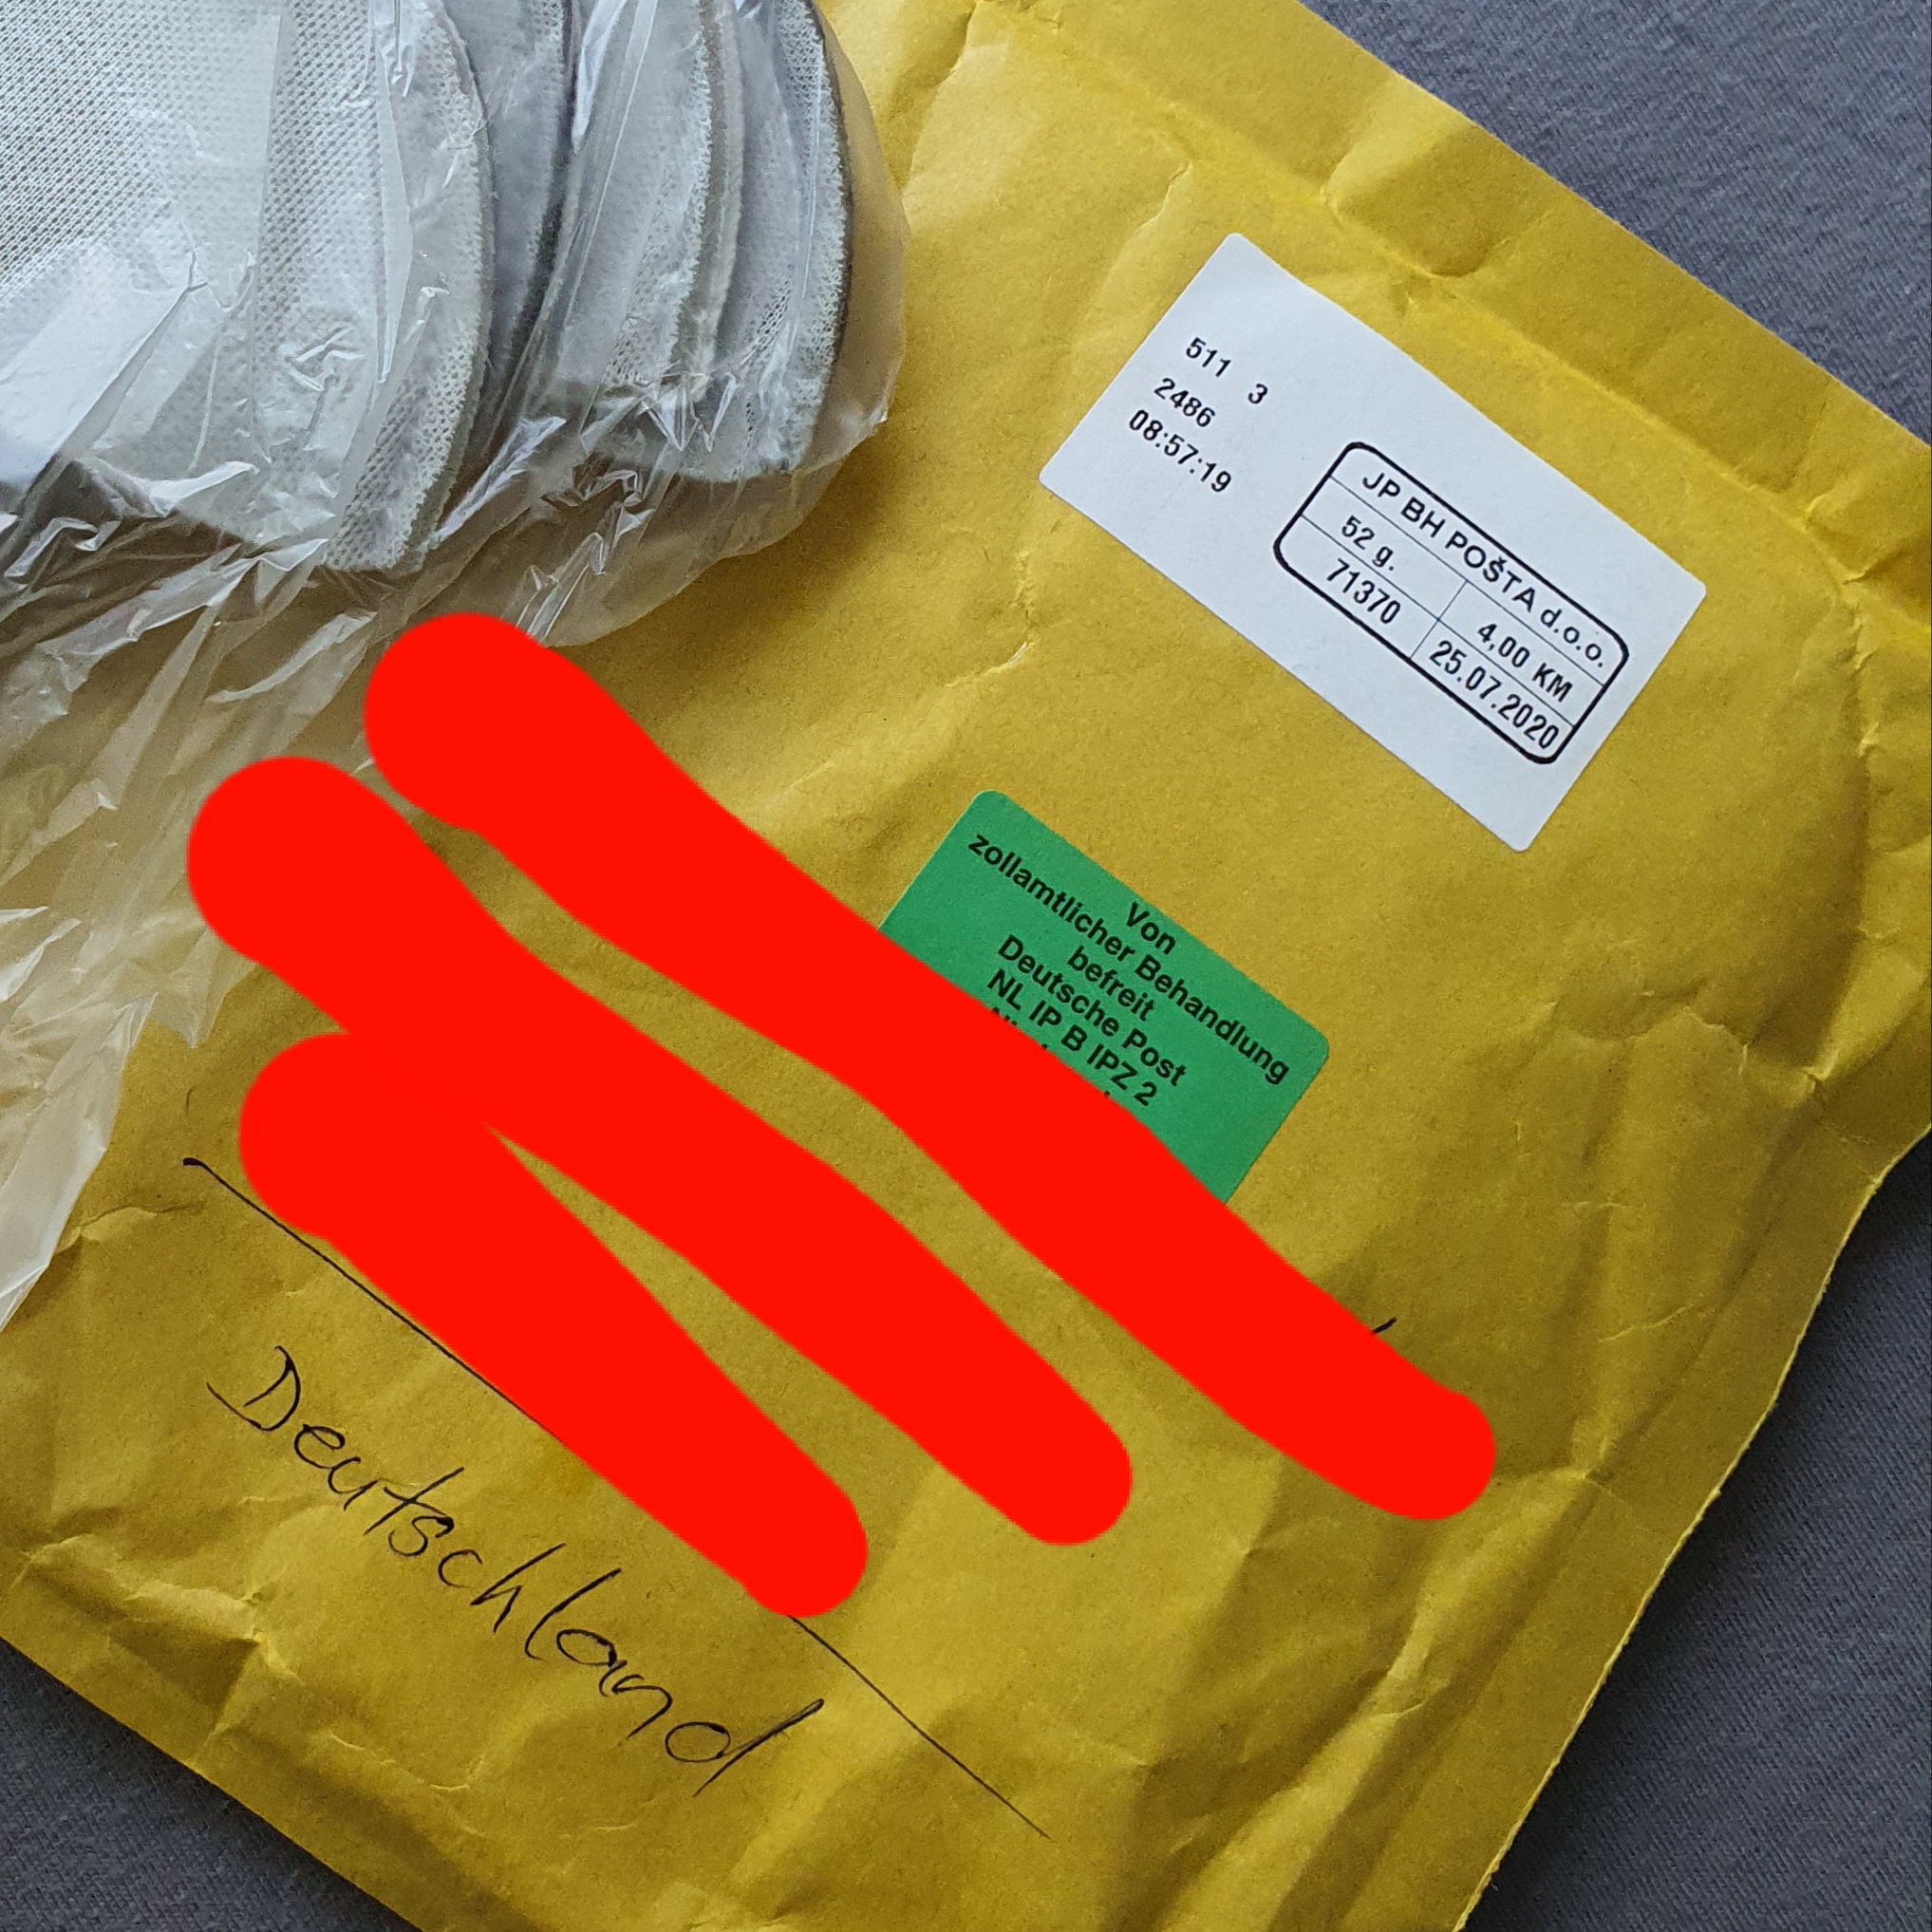 511 3
2486
08:57:19
JP BH POŠTA d.o.o.
52 g. 4,00 KM
71370 25.07.2020
Von
zollamtlicher Behandlung
befreit
Deutsche Post
NL IP B IPZ 2
Deutschland